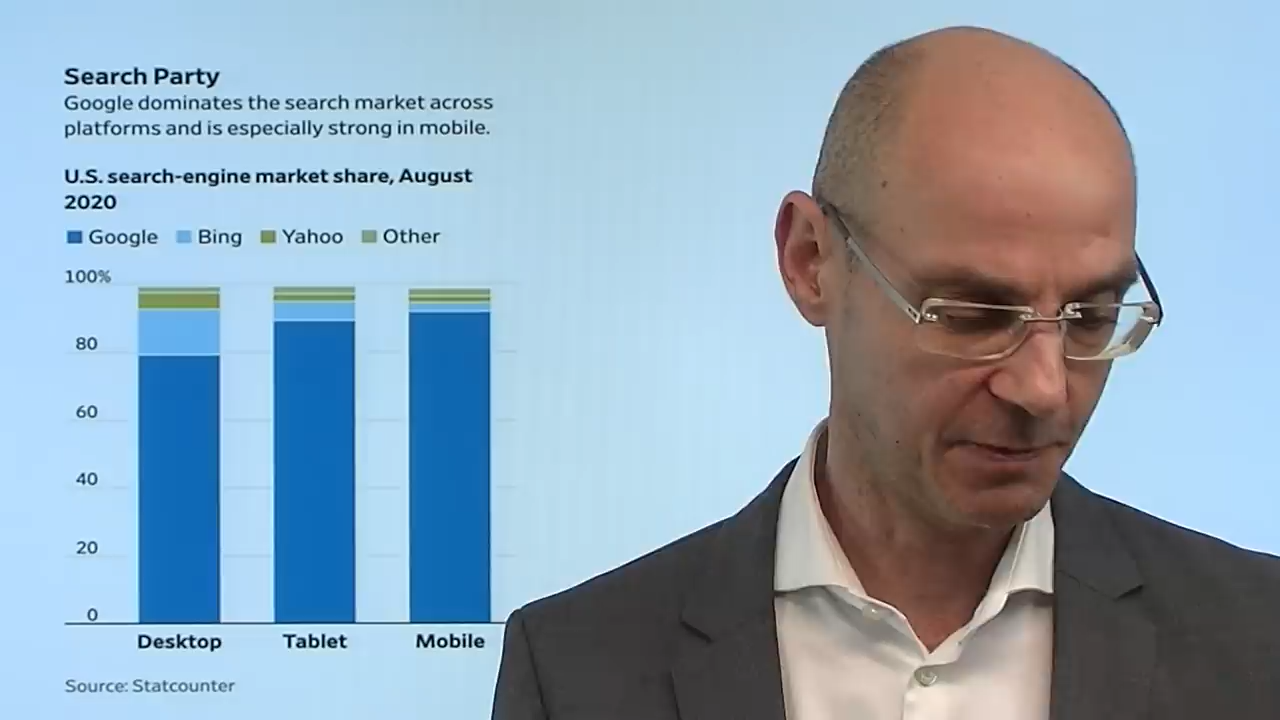 Search Party
Google dominates the search market across
platforms and is especially strong in mobile.
U.S. search-engine market share, August
2020
Google Bing Yahoo Other
100%
80
60
40
20
0
Desktop Tablet Mobile
Source: Statcounter